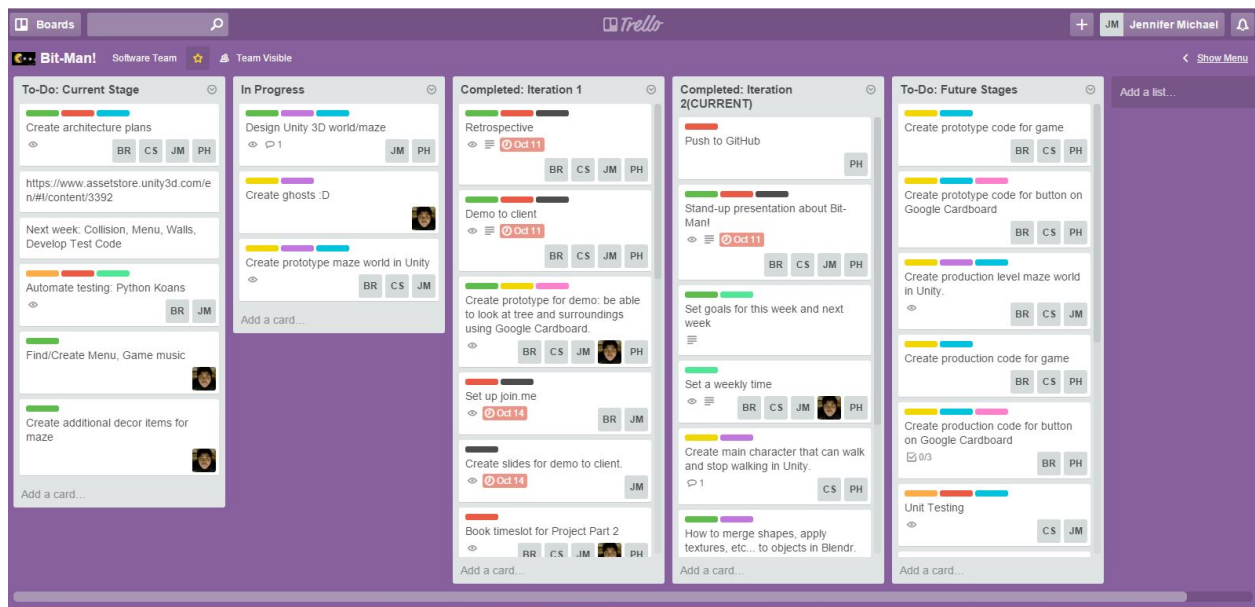 Boards
Trello
+
JM Jennifer Michael
Bit-Man!
Software Team
Team Visible
< Show Menu
To-Do: Current Stage
Create architecture plans
BR CS JM PH
https://www.assetstore.unity3d.com/e
n/#!/content/3392
Next week: Collision, Menu, Walls,
Develop Test Code
Automate testing: Python Koans
BR JM
Find/Create Menu, Game music
Create additional decor items for
maze
Add a card...
In Progress
Design Unity 3D world/maze
1
JM PH
Create ghosts :D
Create prototype maze world in Unity
BR CS JM
Add a card...
Completed: Iteration 1
Retrospective
Oct 11
BR CS JM PH
Demo to client
Oct 11
BR CS JM PH
Create prototype for demo: be able
to look at tree and surroundings
using Google Cardboard.
BR CS JM PH
Set up join.me
Oct 14
BR JM
Create slides for demo to client.
Oct 14
JM
Book timeslot for Project Part 2
BR CS JM PH
Add a card...
Completed: Iteration
2(CURRENT)
Push to GitHub
PH
Stand-up presentation about Bit-
Man!
Oct 11
BR CS JM PH
Set goals for this week and next
week
Set a weekly time
BR CS JM PH
Create main character that can walk
and stop walking in Unity.
1
CS PH
How to merge shapes, apply
textures, etc... to objects in Blendr.
Add a card...
To-Do: Future Stages
Create prototype code for game
BR CS PH
Create prototype code for button on
Google Cardboard
BR CS PH
Create production level maze world
in Unity.
BR CS JM
Create production code for game
BR CS PH
Create production code for button
on Google Cardboard
0/3
BR PH
Unit Testing
CS JM
Add a card...
Add a list...